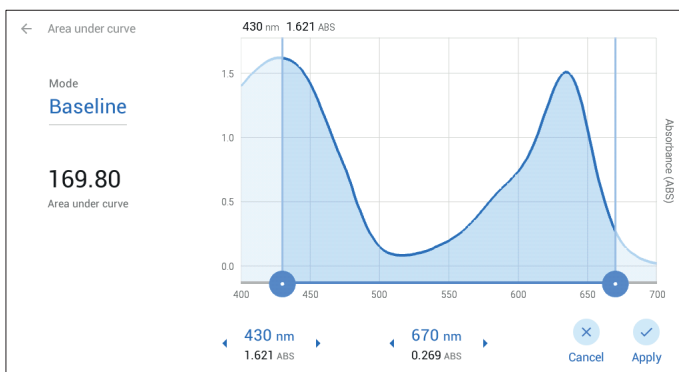 ← Area under curve
430 nm 1.621 ABS
Mode
Baseline
169.80
Area under curve
1.5
1.0
0.5
0.0
Absorbance (ABS)
400 450 500 550 600 650 700
430 nm 670 nm
1.621 ABS 0.269 ABS
Cancel Apply